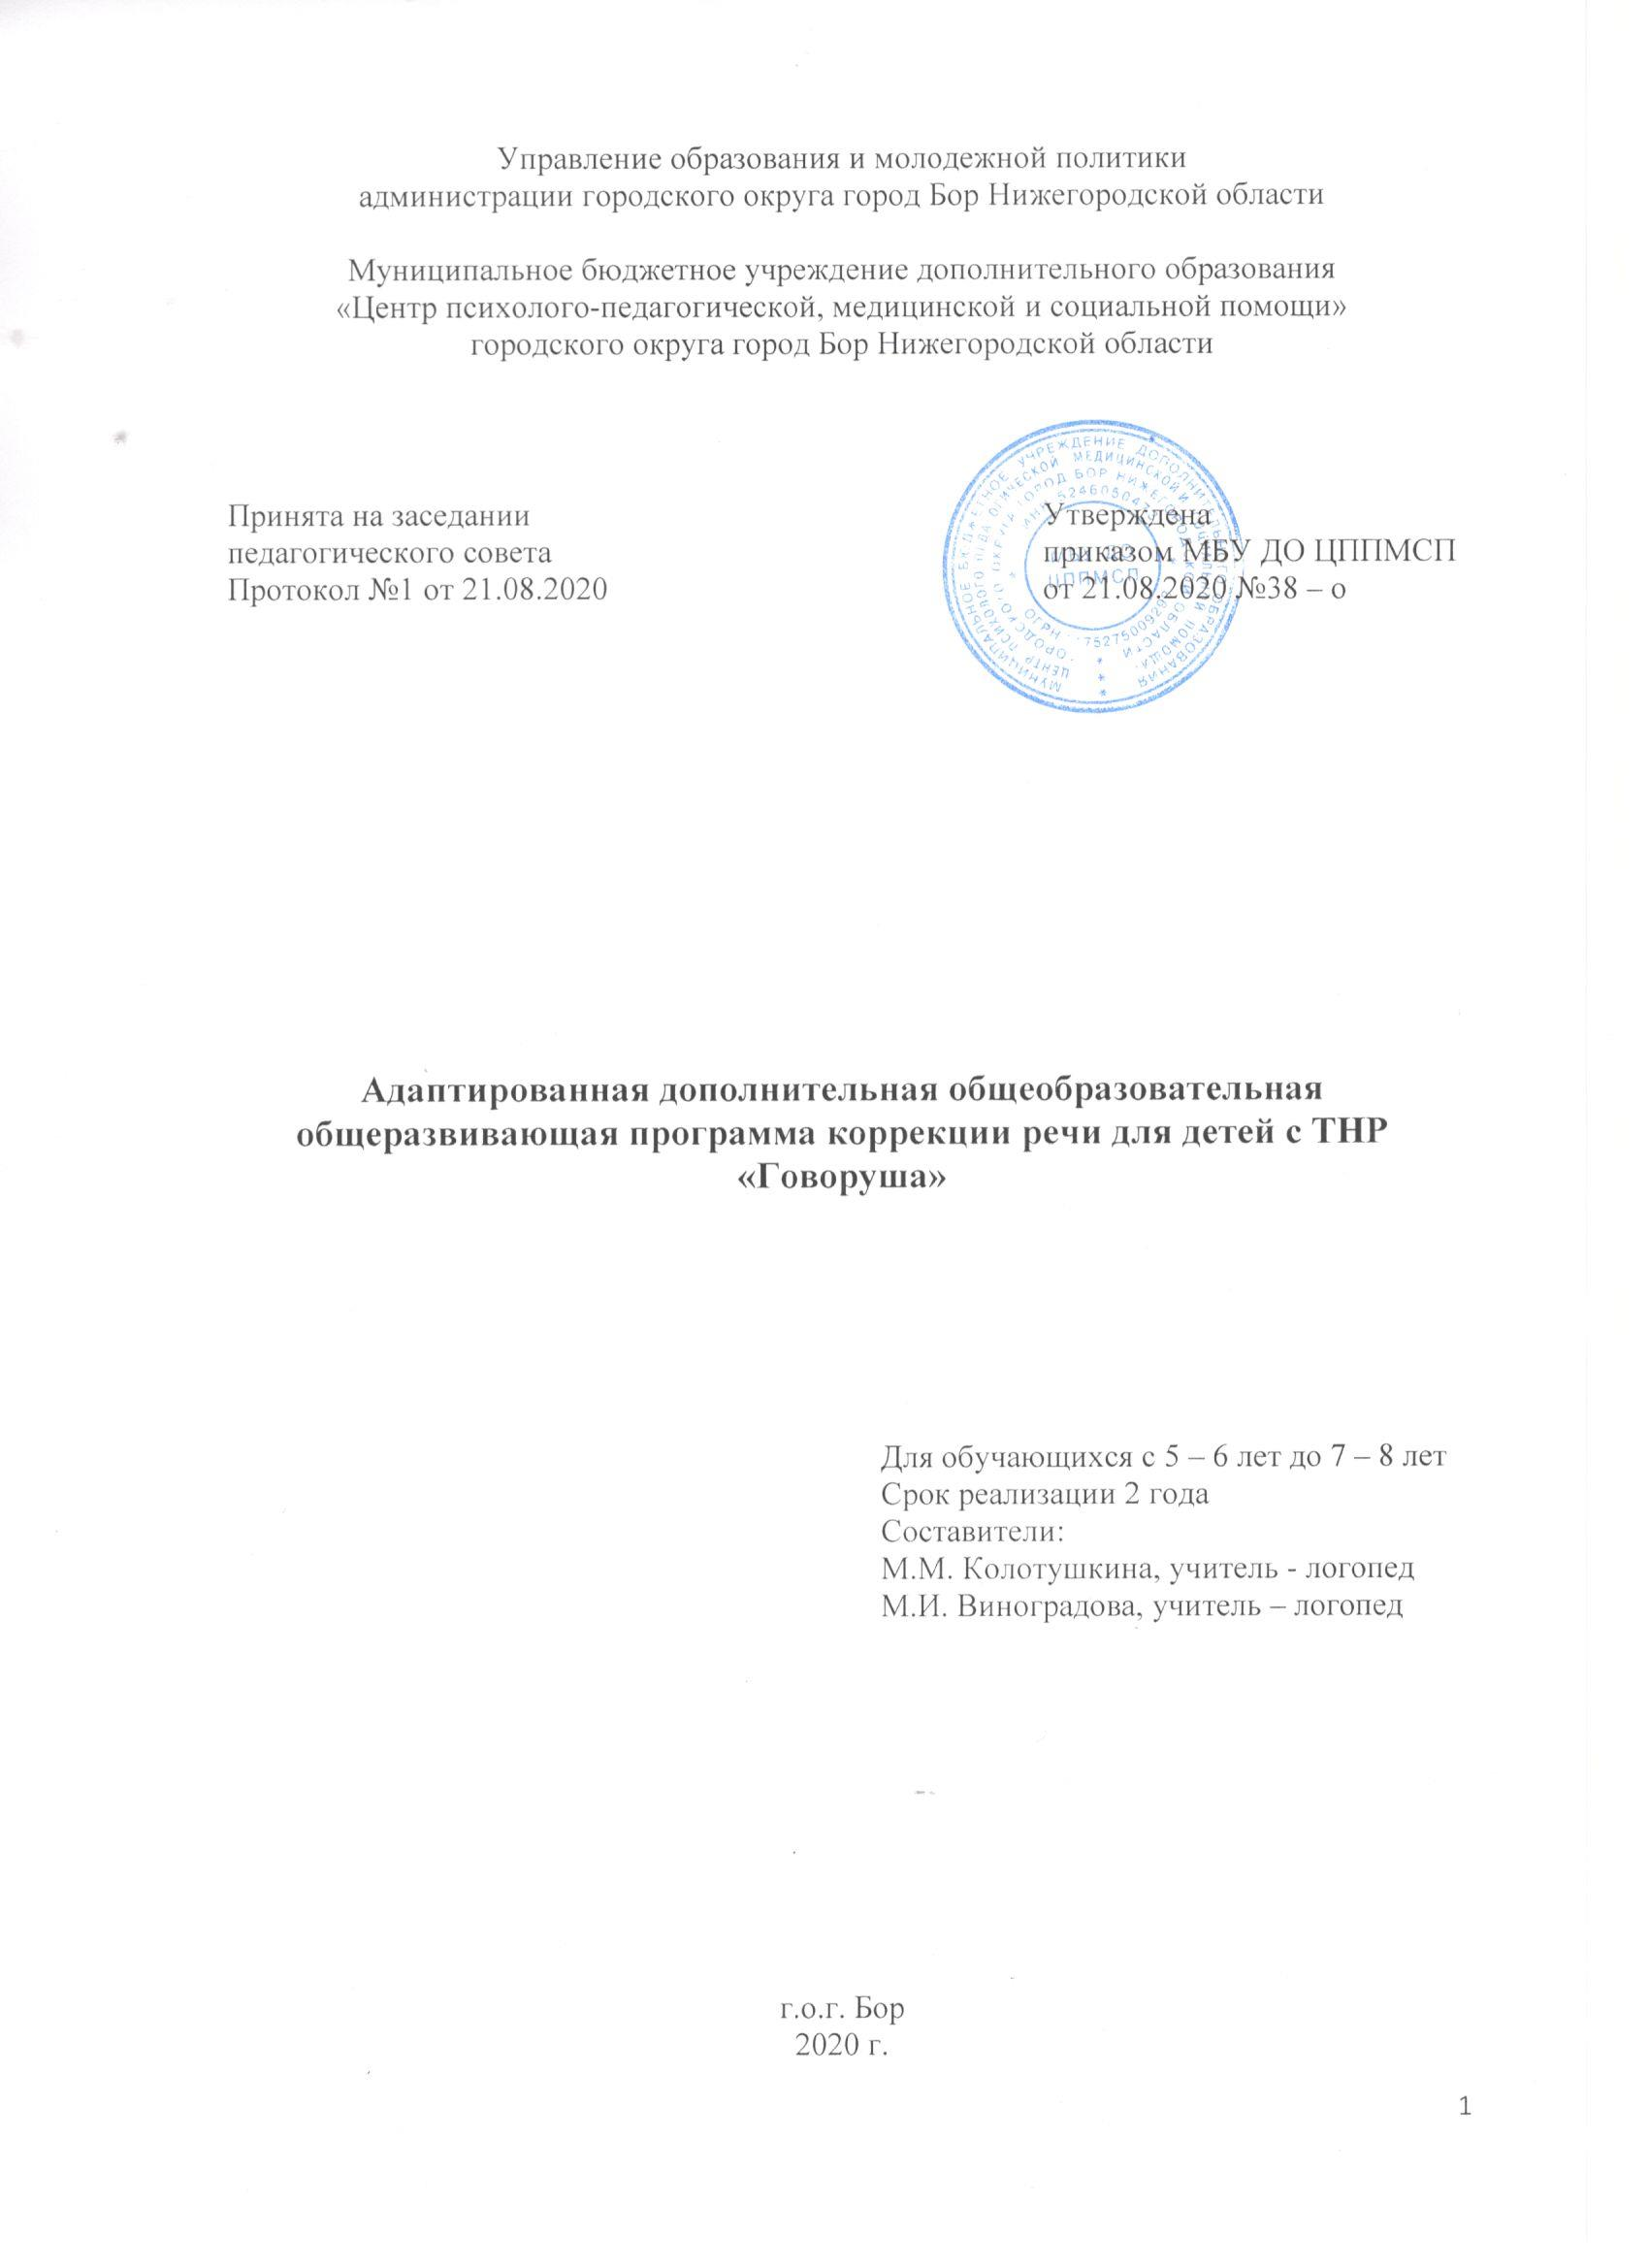 Управление образования и молодежной политики
администрации городского округа город Бор Нижегородской области
Муниципальное бюджетное учреждение дополнительного образования
«Центр психолого-педагогической, медицинской и социальной помощи»
городского округа город Бор Нижегородской области
Принята на заседании
педагогического совета
Протокол №1 от 21.08.2020
Утверждена
приказом МБУ ДО ЦППМСП
от 21.08.2020 №38 – о
ЦППМСП
Адаптированная дополнительная общеобразовательная
общеразвивающая программа коррекции речи для детей с ТНР
«Говоруша»
Для обучающихся с 5 – 6 лет до 7 – 8 лет
Срок реализации 2 года
Составители:
М.М. Колотушкина, учитель - логопед
М.И. Виноградова, учитель – логопед
г.о.г. Бор
2020 г.
1